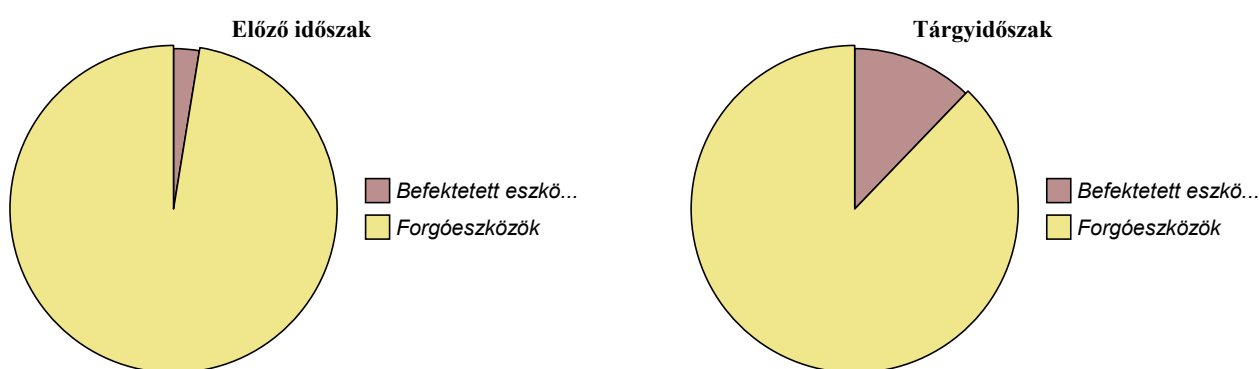 Előző időszak
Befektetett eszkö...
Forgóeszközök
Tárgyidőszak
Befektetett eszkö...
Forgóeszközök